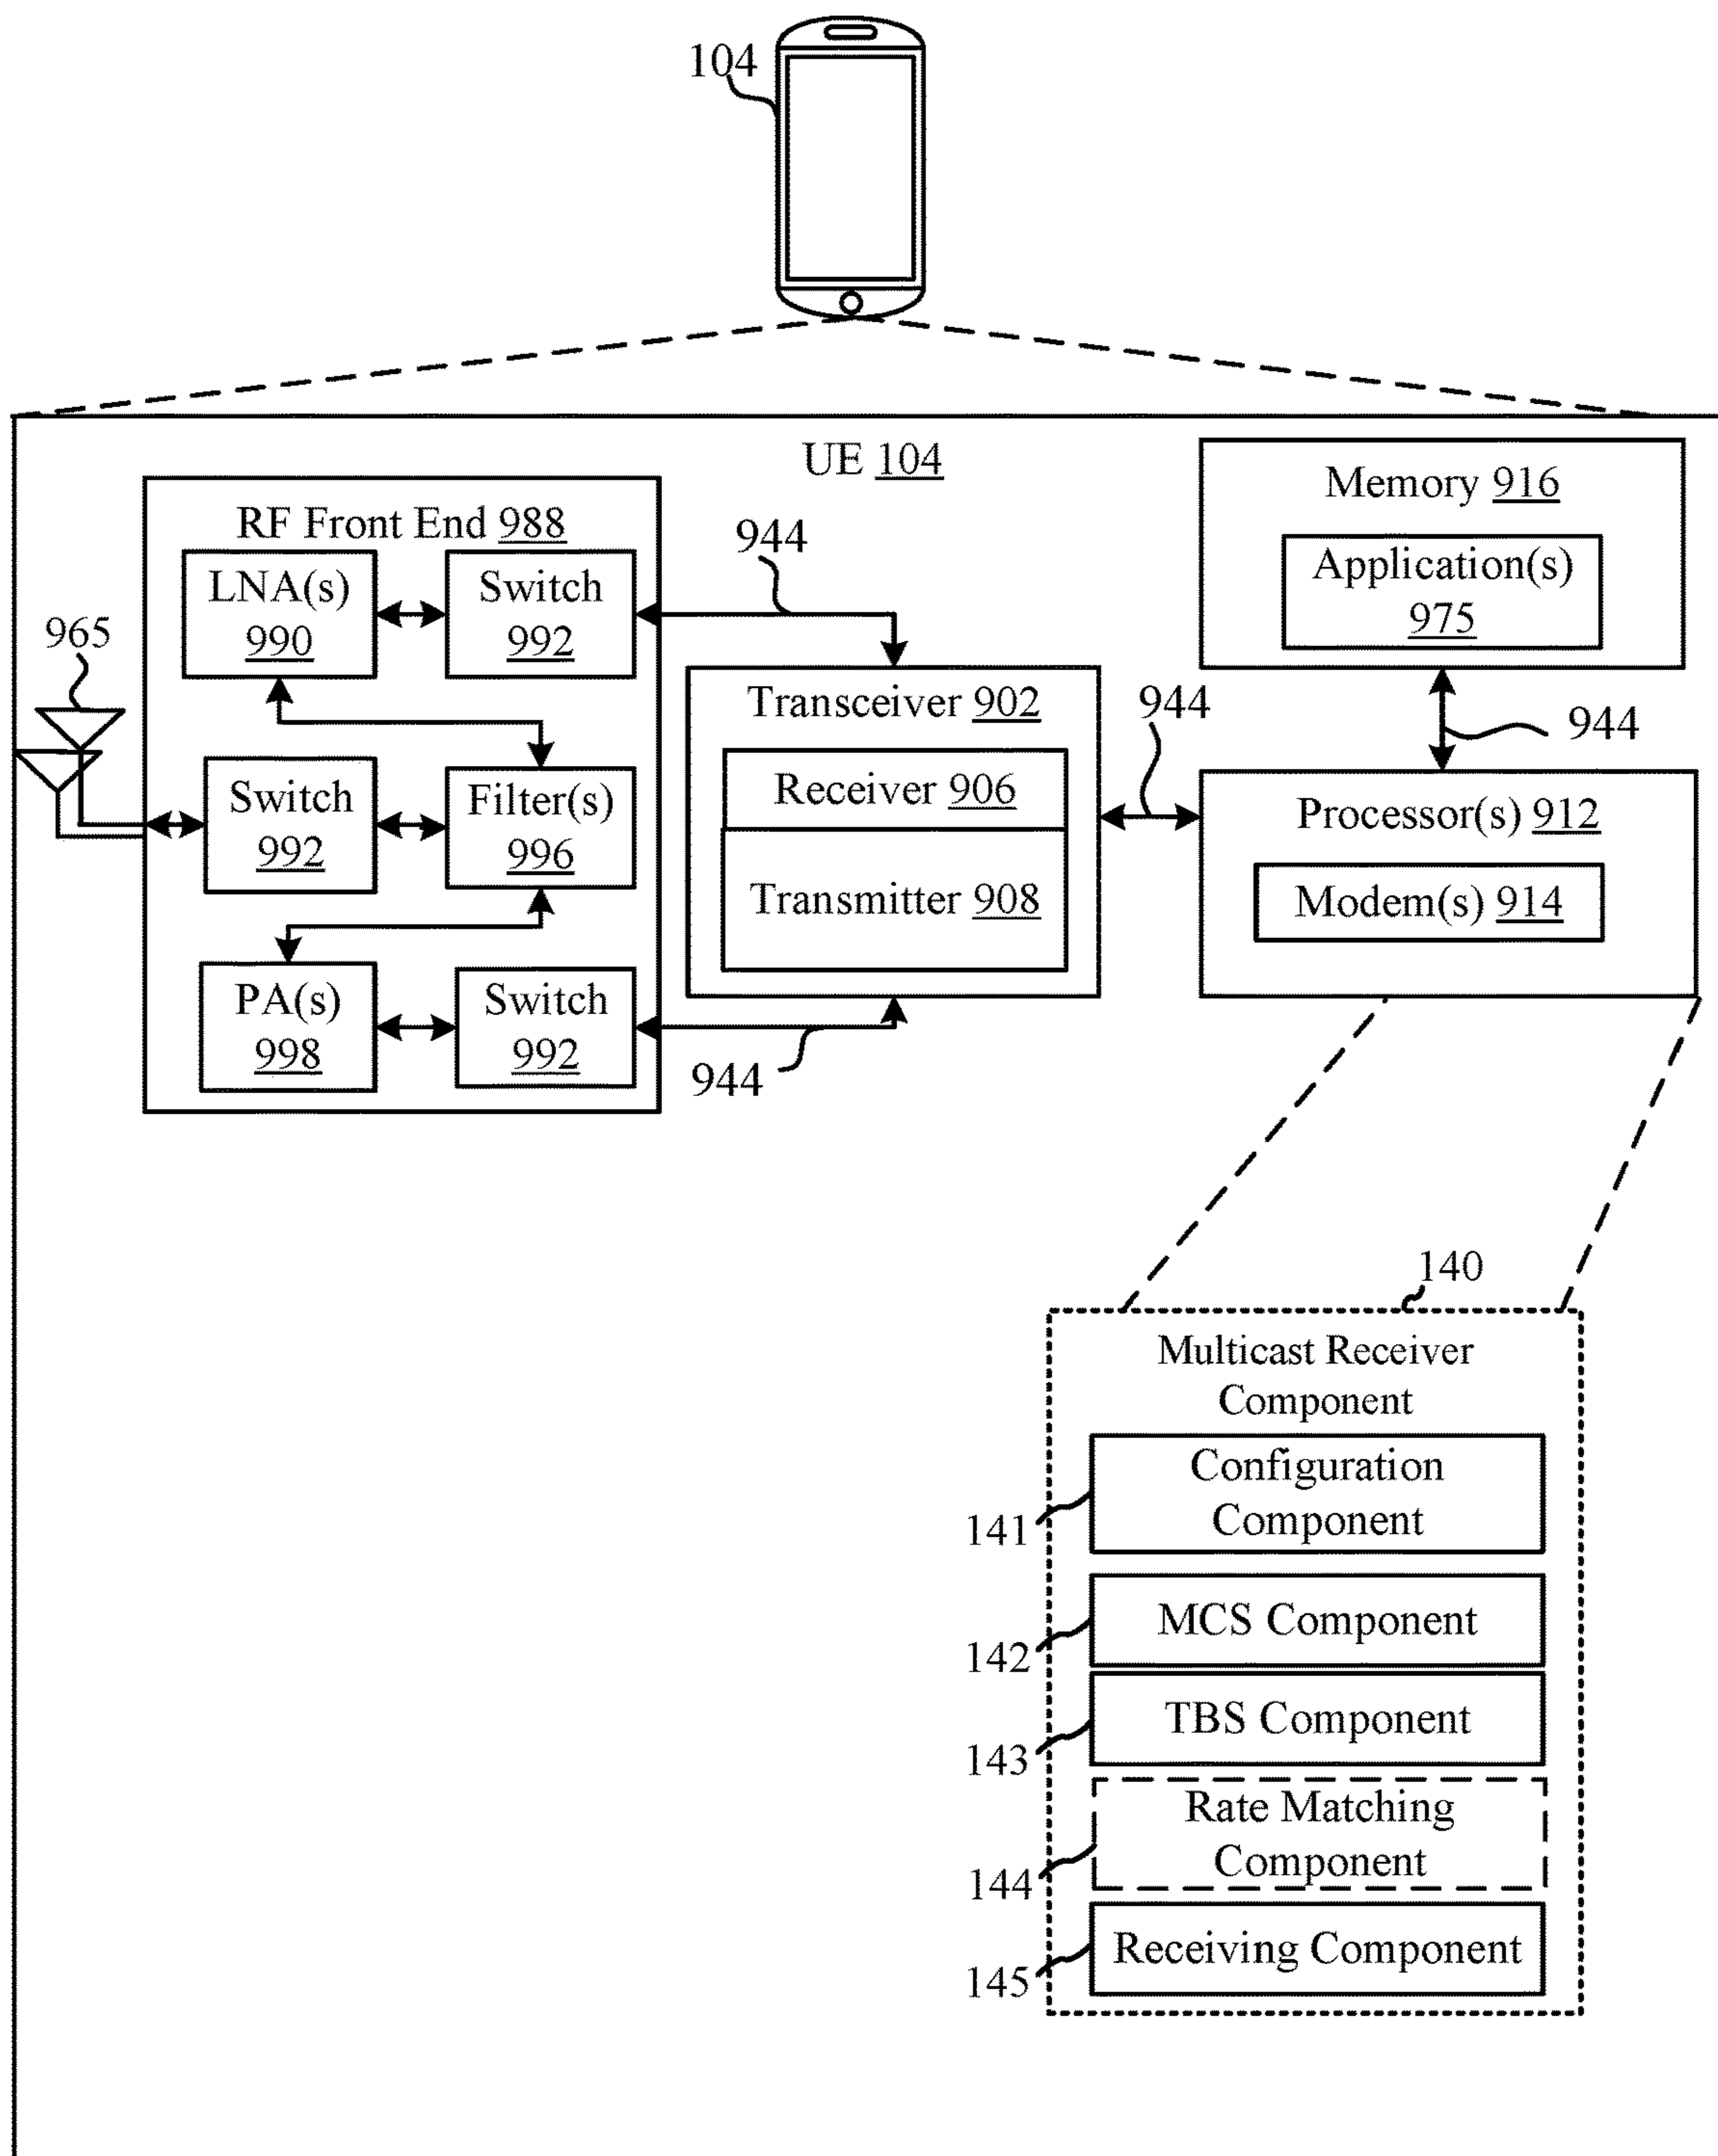 104
UE 104
RF Front End 988
LNA(s)
990
Switch
992
944
965
Switch
992
Filter(s)
996
PA(s)
998
Switch
992
944
Transceiver 902
Receiver 906
Transmitter 908
944
Memory 916
Application(s)
975
944
Processor(s) 912
Modem(s) 914
140
Multicast Receiver
Component
Configuration
Component
141
MCS Component
142
TBS Component
143
Rate Matching
Component
144
Receiving Component
145